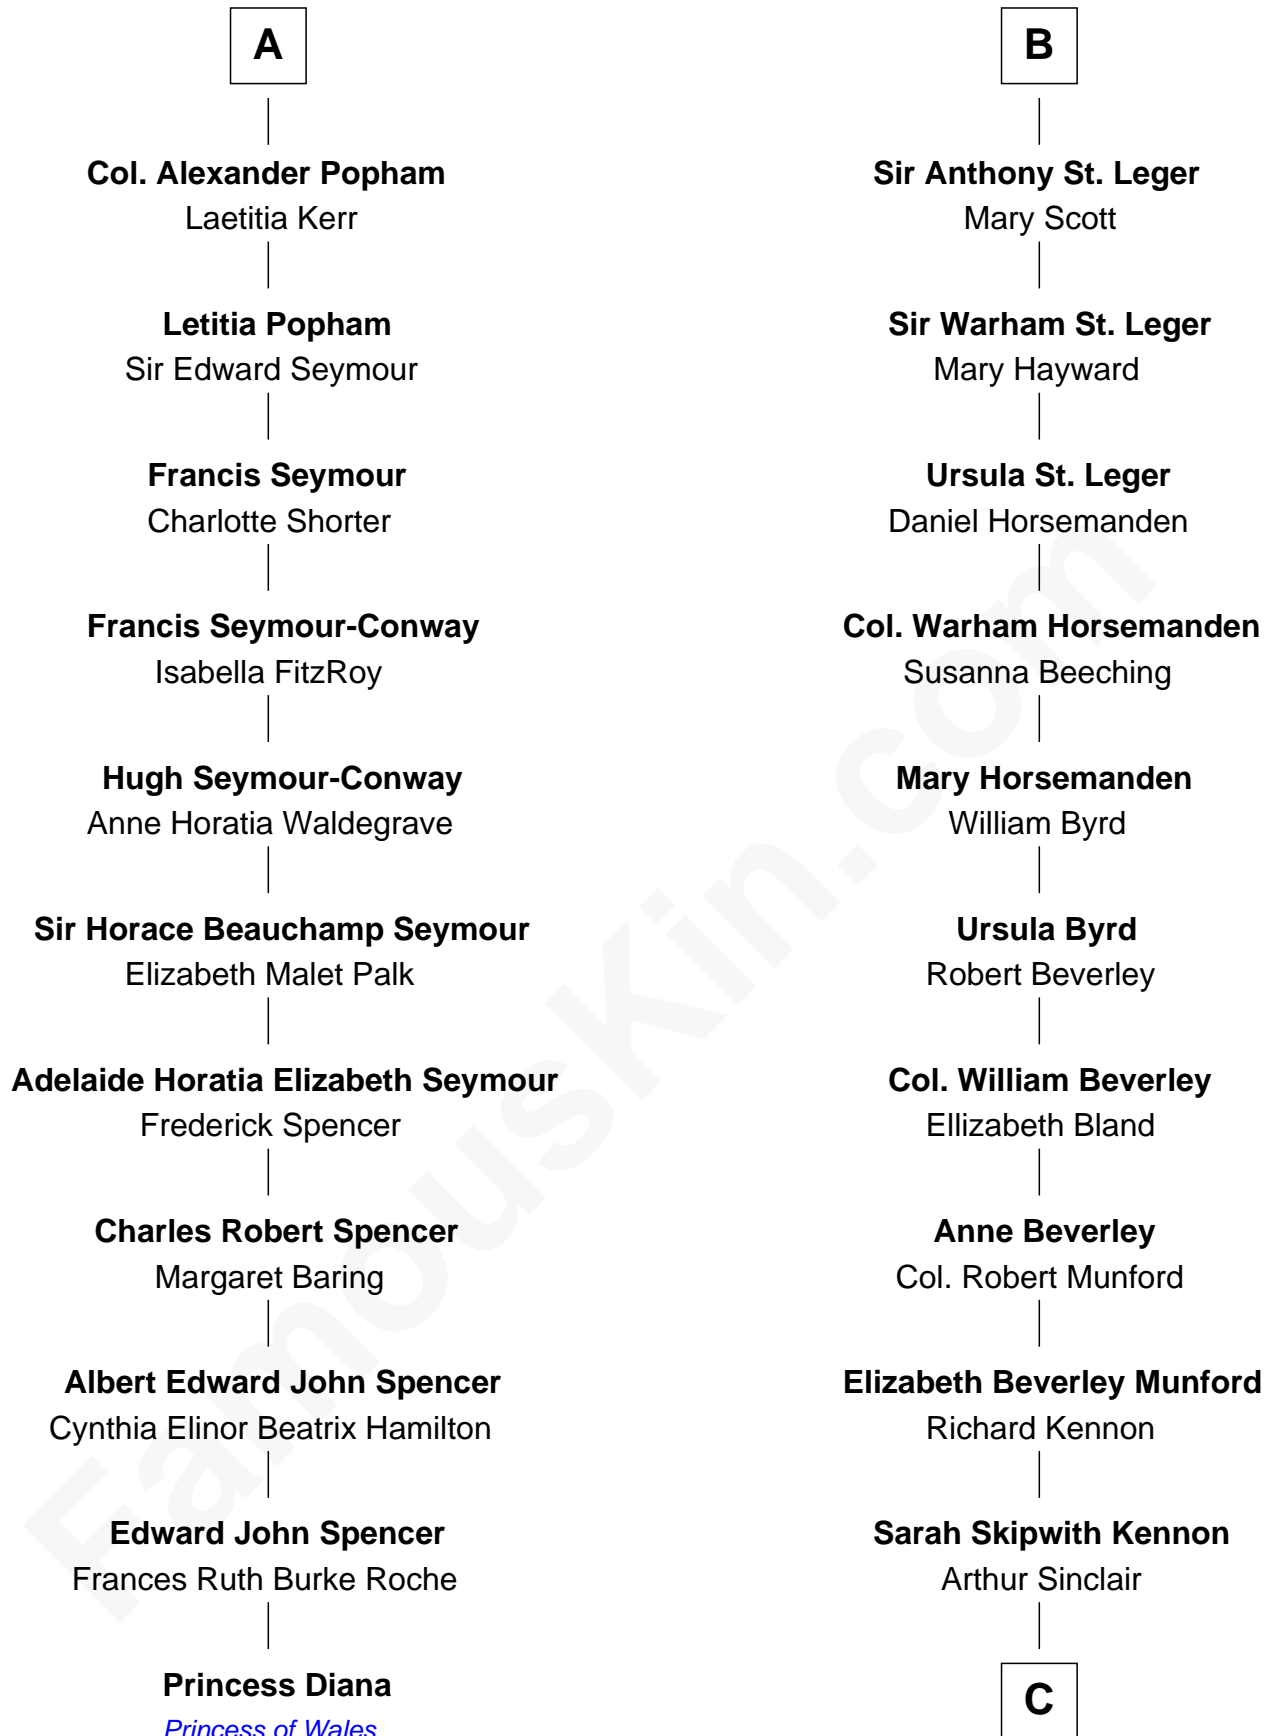 A
Col. Alexander Popham
Laetitia Kerr
Letitia Popham
Sir Edward Seymour
Francis Seymour
Charlotte Shorter
Francis Seymour-Conway
Isabella FitzRoy
Hugh Seymour-Conway
Anne Horatia Waldegrave
Sir Horace Beauchamp Seymour
Elizabeth Malet Palk
Adelaide Horatia Elizabeth Seymour
Frederick Spencer
Charles Robert Spencer
Margaret Baring
Albert Edward John Spencer
Cynthia Elinor Beatrix Hamilton
Edward John Spencer
Frances Ruth Burke Roche
Princess Diana
Princess of Wales
B
Sir Anthony St. Leger
Mary Scott
Sir Warham St. Leger
Mary Hayward
Ursula St. Leger
Daniel Horsemanden
Col. Warham Horsemanden
Susanna Beeching
Mary Horsemanden
William Byrd
Ursula Byrd
Robert Beverley
Col. William Beverley
Ellizabeth Bland
Anne Beverley
Col. Robert Munford
Elizabeth Beverley Munford
Richard Kennon
Sarah Skipwith Kennon
Arthur Sinclair
C
FamousKin.com